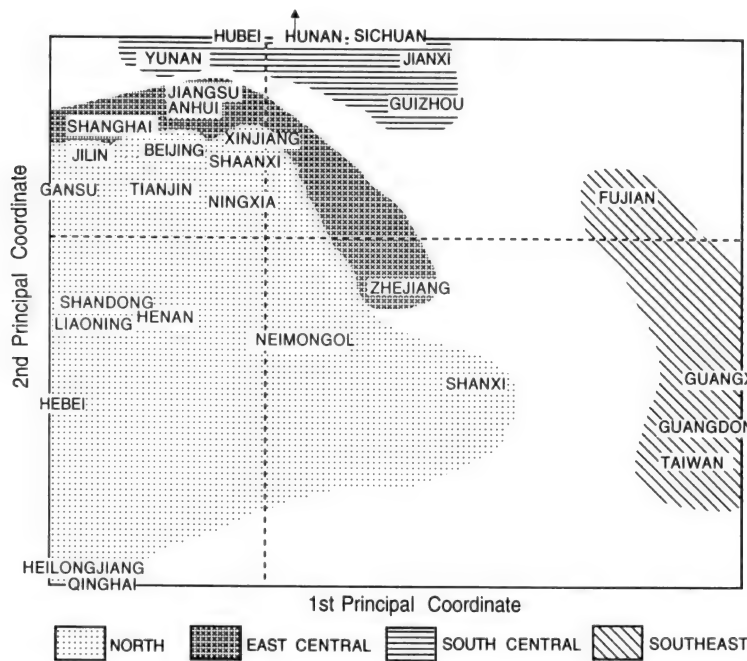 HUBEI HUNAN SICHUAN
YUNAN JIANXI
JIANGSU
ANHUI
GUIZHOU
SHANGHAI XINJIANG
JILIN BEIJING SHAANXI
GANSU TIANJIN NINGXIA FUJIAN
ZHEJIANG
SHANDONG
LIAONING HENAN
NEIMONGOL
SHANXI GUANGX
HEBEI
GUANGDON
TAIWAN
HEILONGJIANG
QINGHAI
2nd Principal Coordinate
1st Principal Coordinate
NORTH EAST CENTRAL SOUTH CENTRAL SOUTHEAST